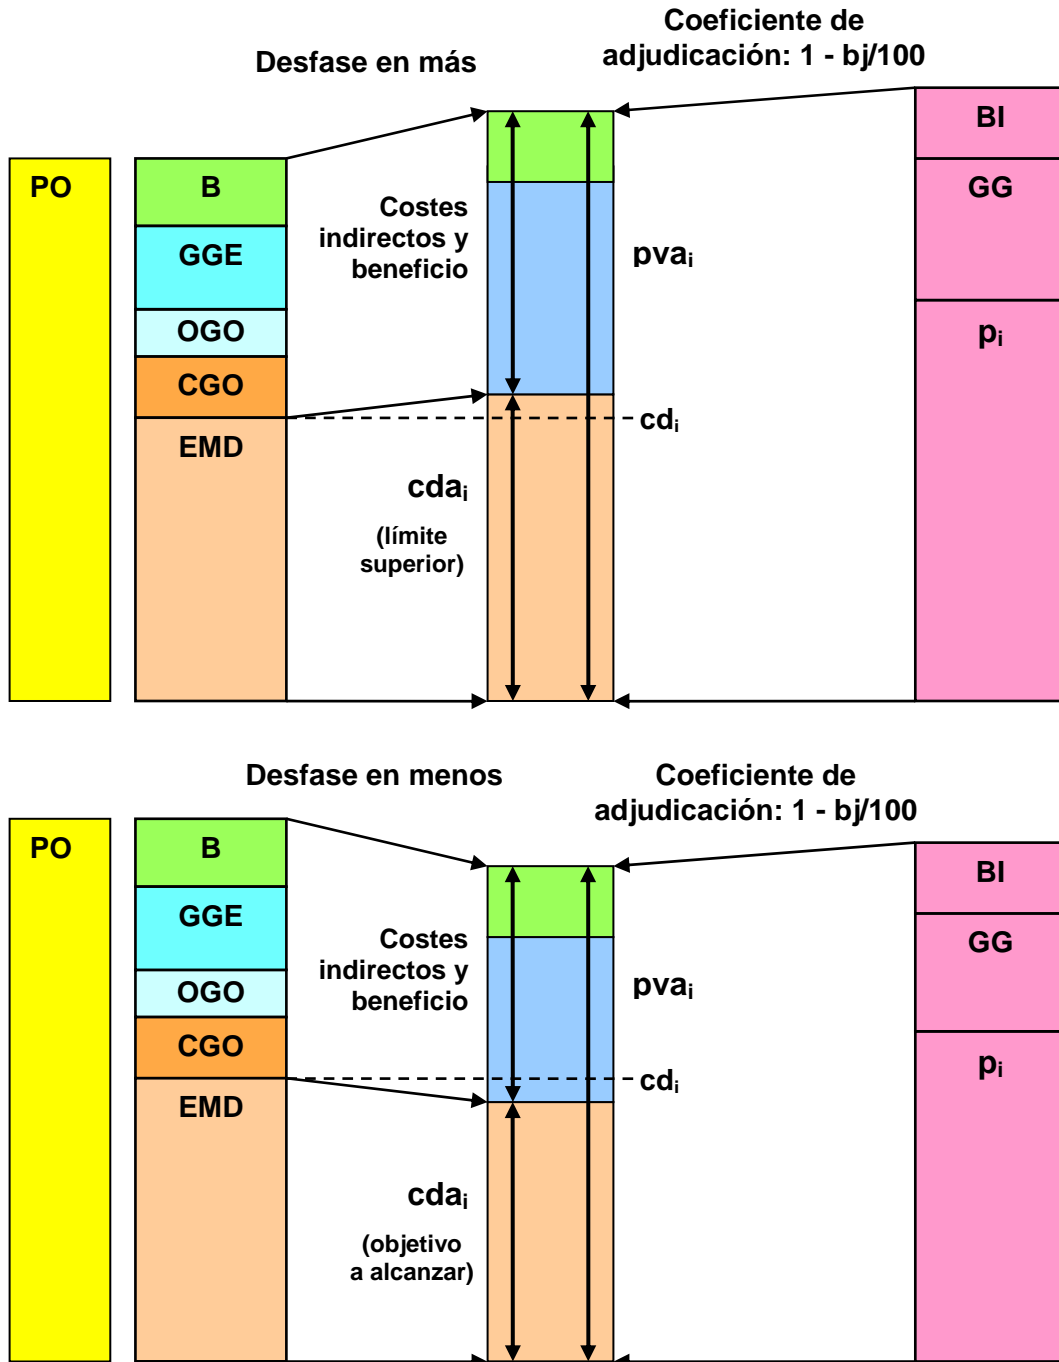 Coeficiente de
adjudicación: 1 - bj/100
Desfase en más
PO
B
GGE
OGO
CGO
EMD
Costes
indirectos y
beneficio
pvaᵢ
cdᵢ
cdaᵢ
(límite
superior)
BI
GG
pᵢ
Desfase en menos
Coeficiente de
adjudicación: 1 - bj/100
PO
B
GGE
OGO
CGO
EMD
Costes
indirectos y
beneficio
pvaᵢ
cdᵢ
cdaᵢ
(objetivo
a alcanzar)
BI
GG
pᵢ